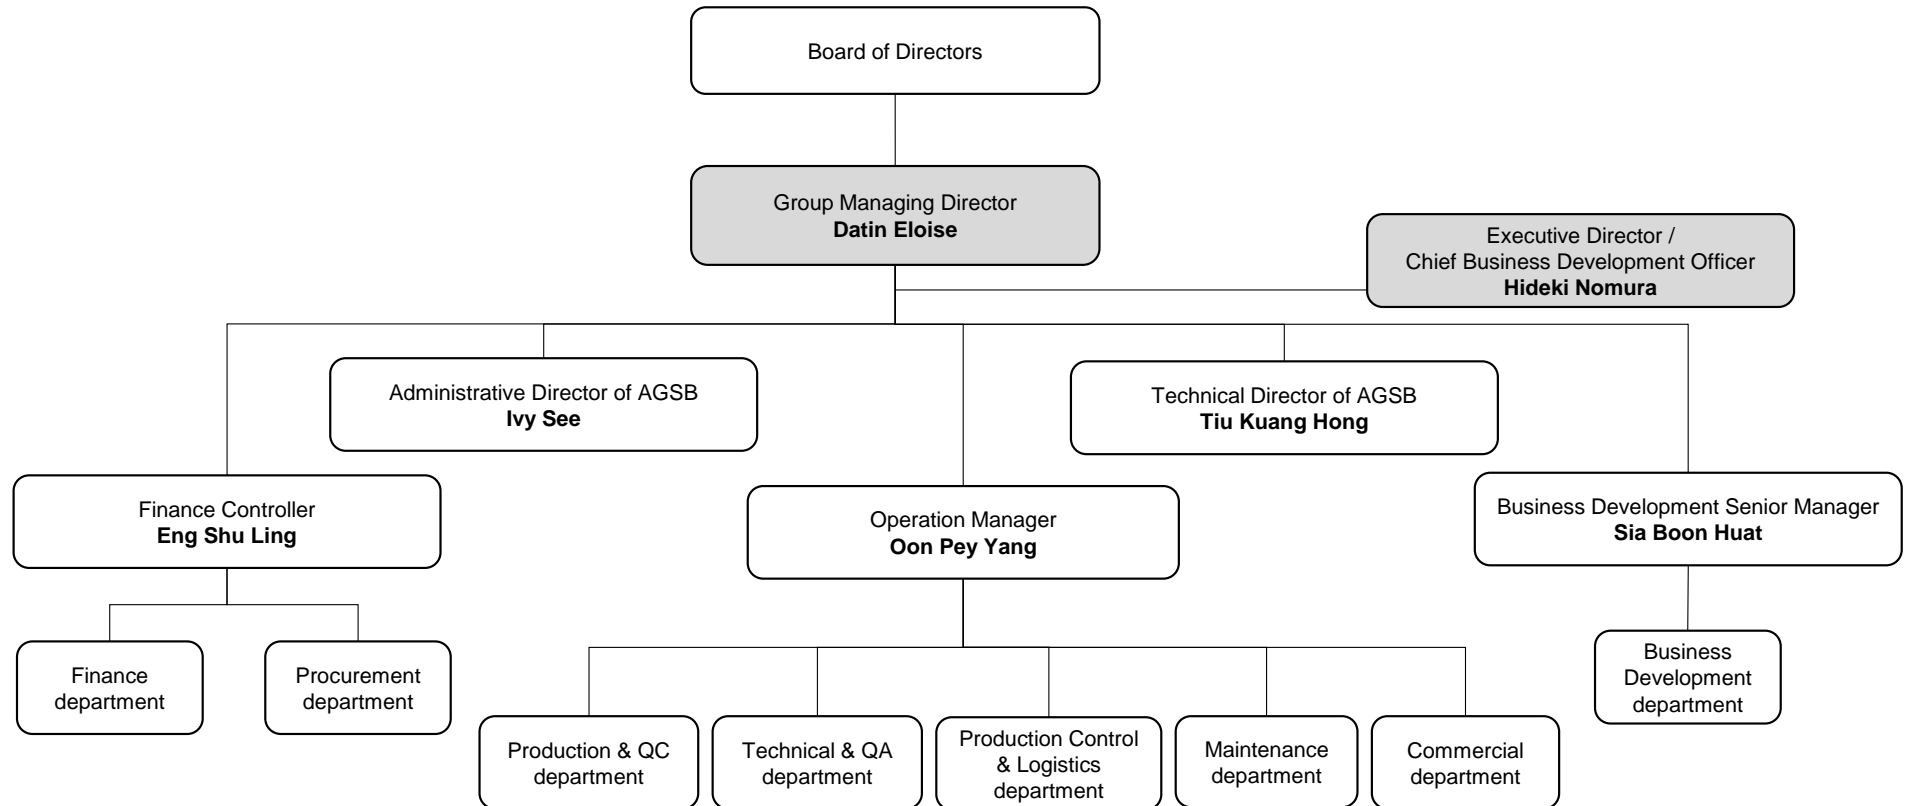 Board of Directors
Group Managing Director
Datin Eloise
Executive Director /
Chief Business Development Officer
Hideki Nomura
Administrative Director of AGSB
Ivy See
Technical Director of AGSB
Tiu Kuang Hong
Finance Controller
Eng Shu Ling
Operation Manager
Oon Pey Yang
Business Development Senior Manager
Sia Boon Huat
Finance
department
Procurement
department
Business
Development
department
Production & QC
department
Technical & QA
department
Production Control
& Logistics
department
Maintenance
department
Commercial
department